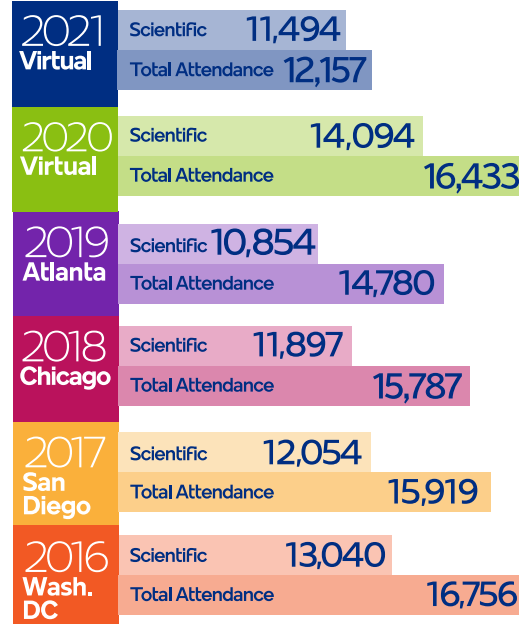 2021
Virtual
Scientific 11,494
Total Attendance 12,157
2020
Virtual
Scientific 14,094
Total Attendance 16,433
2019
Atlanta
Scientific 10,854
Total Attendance 14,780
2018
Chicago
Scientific 11,897
Total Attendance 15,787
2017
San
Diego
Scientific 12,054
Total Attendance 15,919
2016
Wash.
DC
Scientific 13,040
Total Attendance 16,756